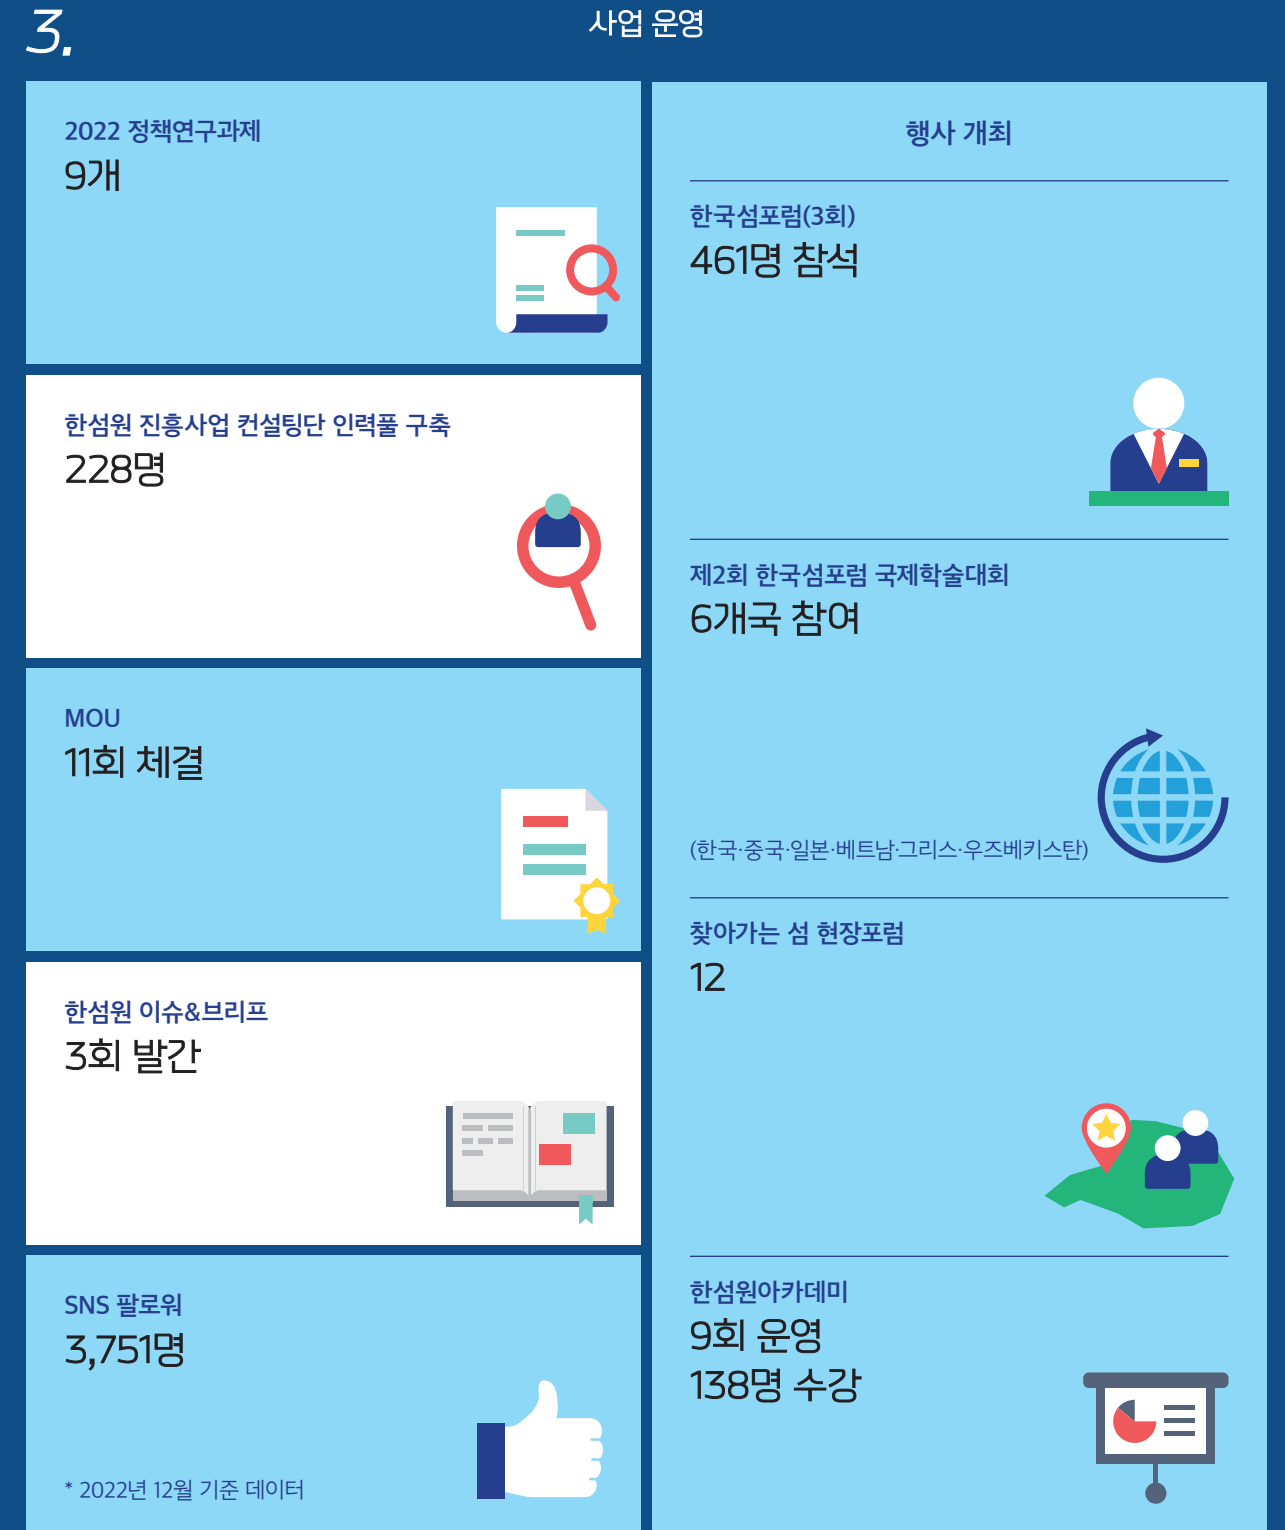 3.
사업 운영
2022 정책연구과제
9개
한섬원 진흥사업 컨설팅단 인력풀 구축
228명
MOU
11회 체결
한섬원 이슈&브리프
3회 발간
SNS 팔로워
3,751명
* 2022년 12월 기준 데이터
행사 개최
한국섬포럼(3회)
461명 참석
제2회 한국섬포럼 국제학술대회
6개국 참여
(한국·중국·일본·베트남·그리스·우즈베키스탄)
찾아가는 섬 현장포럼
12
한섬원아카데미
9회 운영
138명 수강